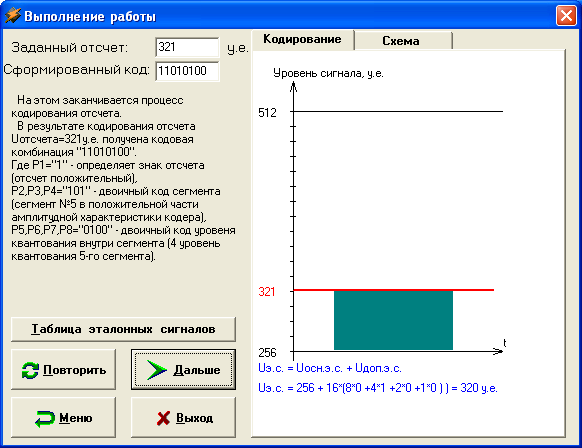 Выполнение работы
Заданный отсчет: 321 у.е.
Сформированный код: 11010100
На этом заканчивается процесс
кодирования отсчета.
В результате кодирования отсчета
Uотсчета=321у.е. получена кодовая
комбинация "11010100".
Где P1="1" - определяет знак отсчета
(отсчет положительный),
P2,P3,P4="101" - двоичный код сегмента
(сегмент №5 в положительной части
амплитудной характеристики кодера),
P5,P6,P7,P8="0100" - двоичный код уровеня
квантования внутри сегмента (4 уровень
квантования 5-го сегмента).
Таблица эталонных сигналов
Повторить
Дальше
Меню
Выход
Кодирование
Схема
Уровень сигнала, у.е.
512
321
256
t
Uэ.с. = Uосн.э.с. + Uдоп.э.с.
Uэ.с. = 256 + 16*(8*0 +4*1 +2*0 +1*0 ) ) = 320 у.е.